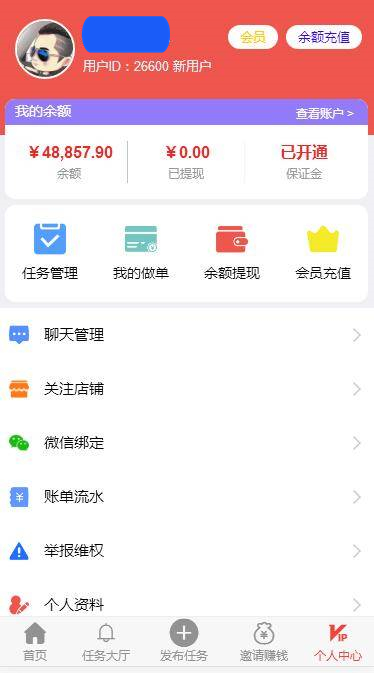 会员 余额充值
用户ID：26600 新用户
我的余额 查看账户 >
￥48,857.90 ￥0.00 已开通
余额 已提现 保证金
任务管理 我的做单 余额提现 会员充值
聊天管理
关注店铺
微信绑定
账单流水
举报维权
个人资料
首页 任务大厅 发布任务 邀请赚钱 个人中心